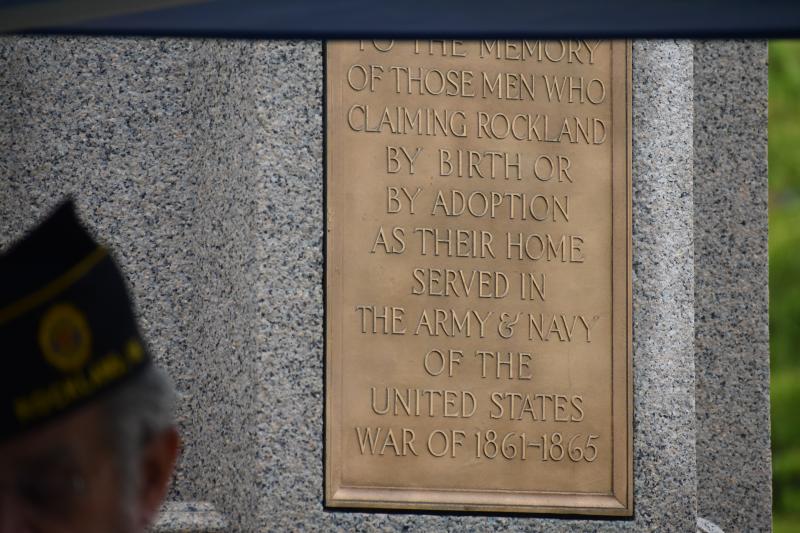 TO THE MEMORY
OF THOSE MEN WHO
CLAIMING ROCKLAND
BY BIRTH OR
BY ADOPTION
AS THEIR HOME
SERVED IN
THE ARMY & NAVY
OF THE
UNITED STATES
WAR OF 1861–1865
ROCKLAND